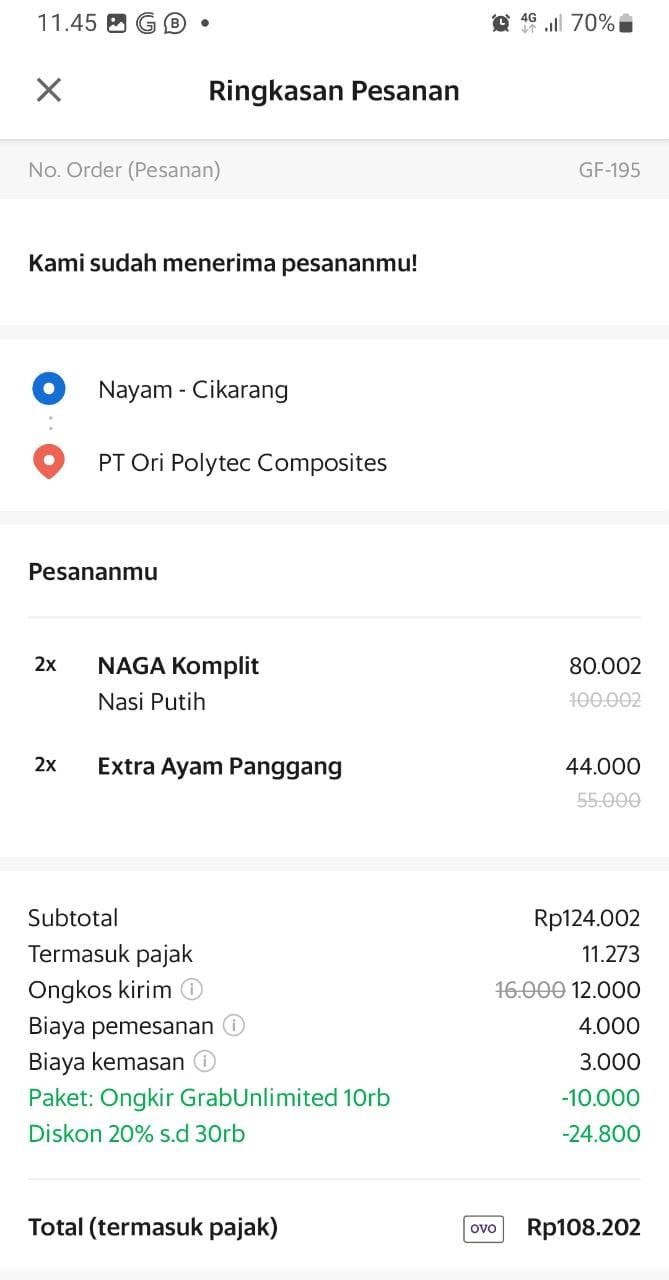 11.45 G B 4G 70%
Ringkasan Pesanan
No. Order (Pesanan) GF-195
Kami sudah menerima pesananmu!
Nayam - Cikarang
PT Ori Polytec Composites
Pesananmu
2x NAGA Komplit 80.002
Nasi Putih 100.002
2x Extra Ayam Panggang 44.000
55.000
Subtotal Rp124.002
Termasuk pajak 11.273
Ongkos kirim i 16.000 12.000
Biaya pemesanan i 4.000
Biaya kemasan i 3.000
Paket: Ongkir GrabUnlimited 10rb -10.000
Diskon 20% s.d 30rb -24.800
Total (termasuk pajak) OVO Rp108.202